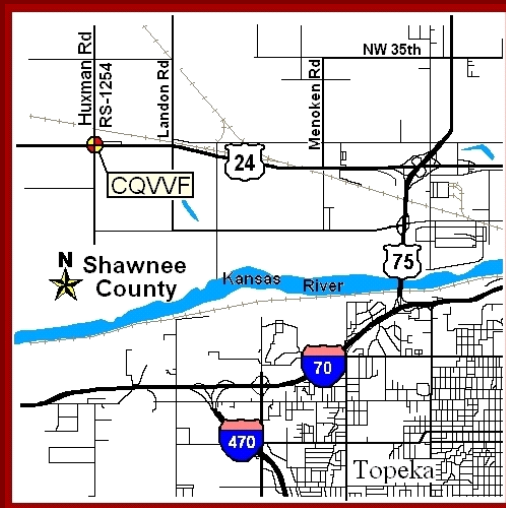 NW 35th
Huxman Rd
RS-1254
Landon Rd
Menoken Rd
24
CQVVF
75
N
Shawnee
County
Kansas River
70
470
Topeka